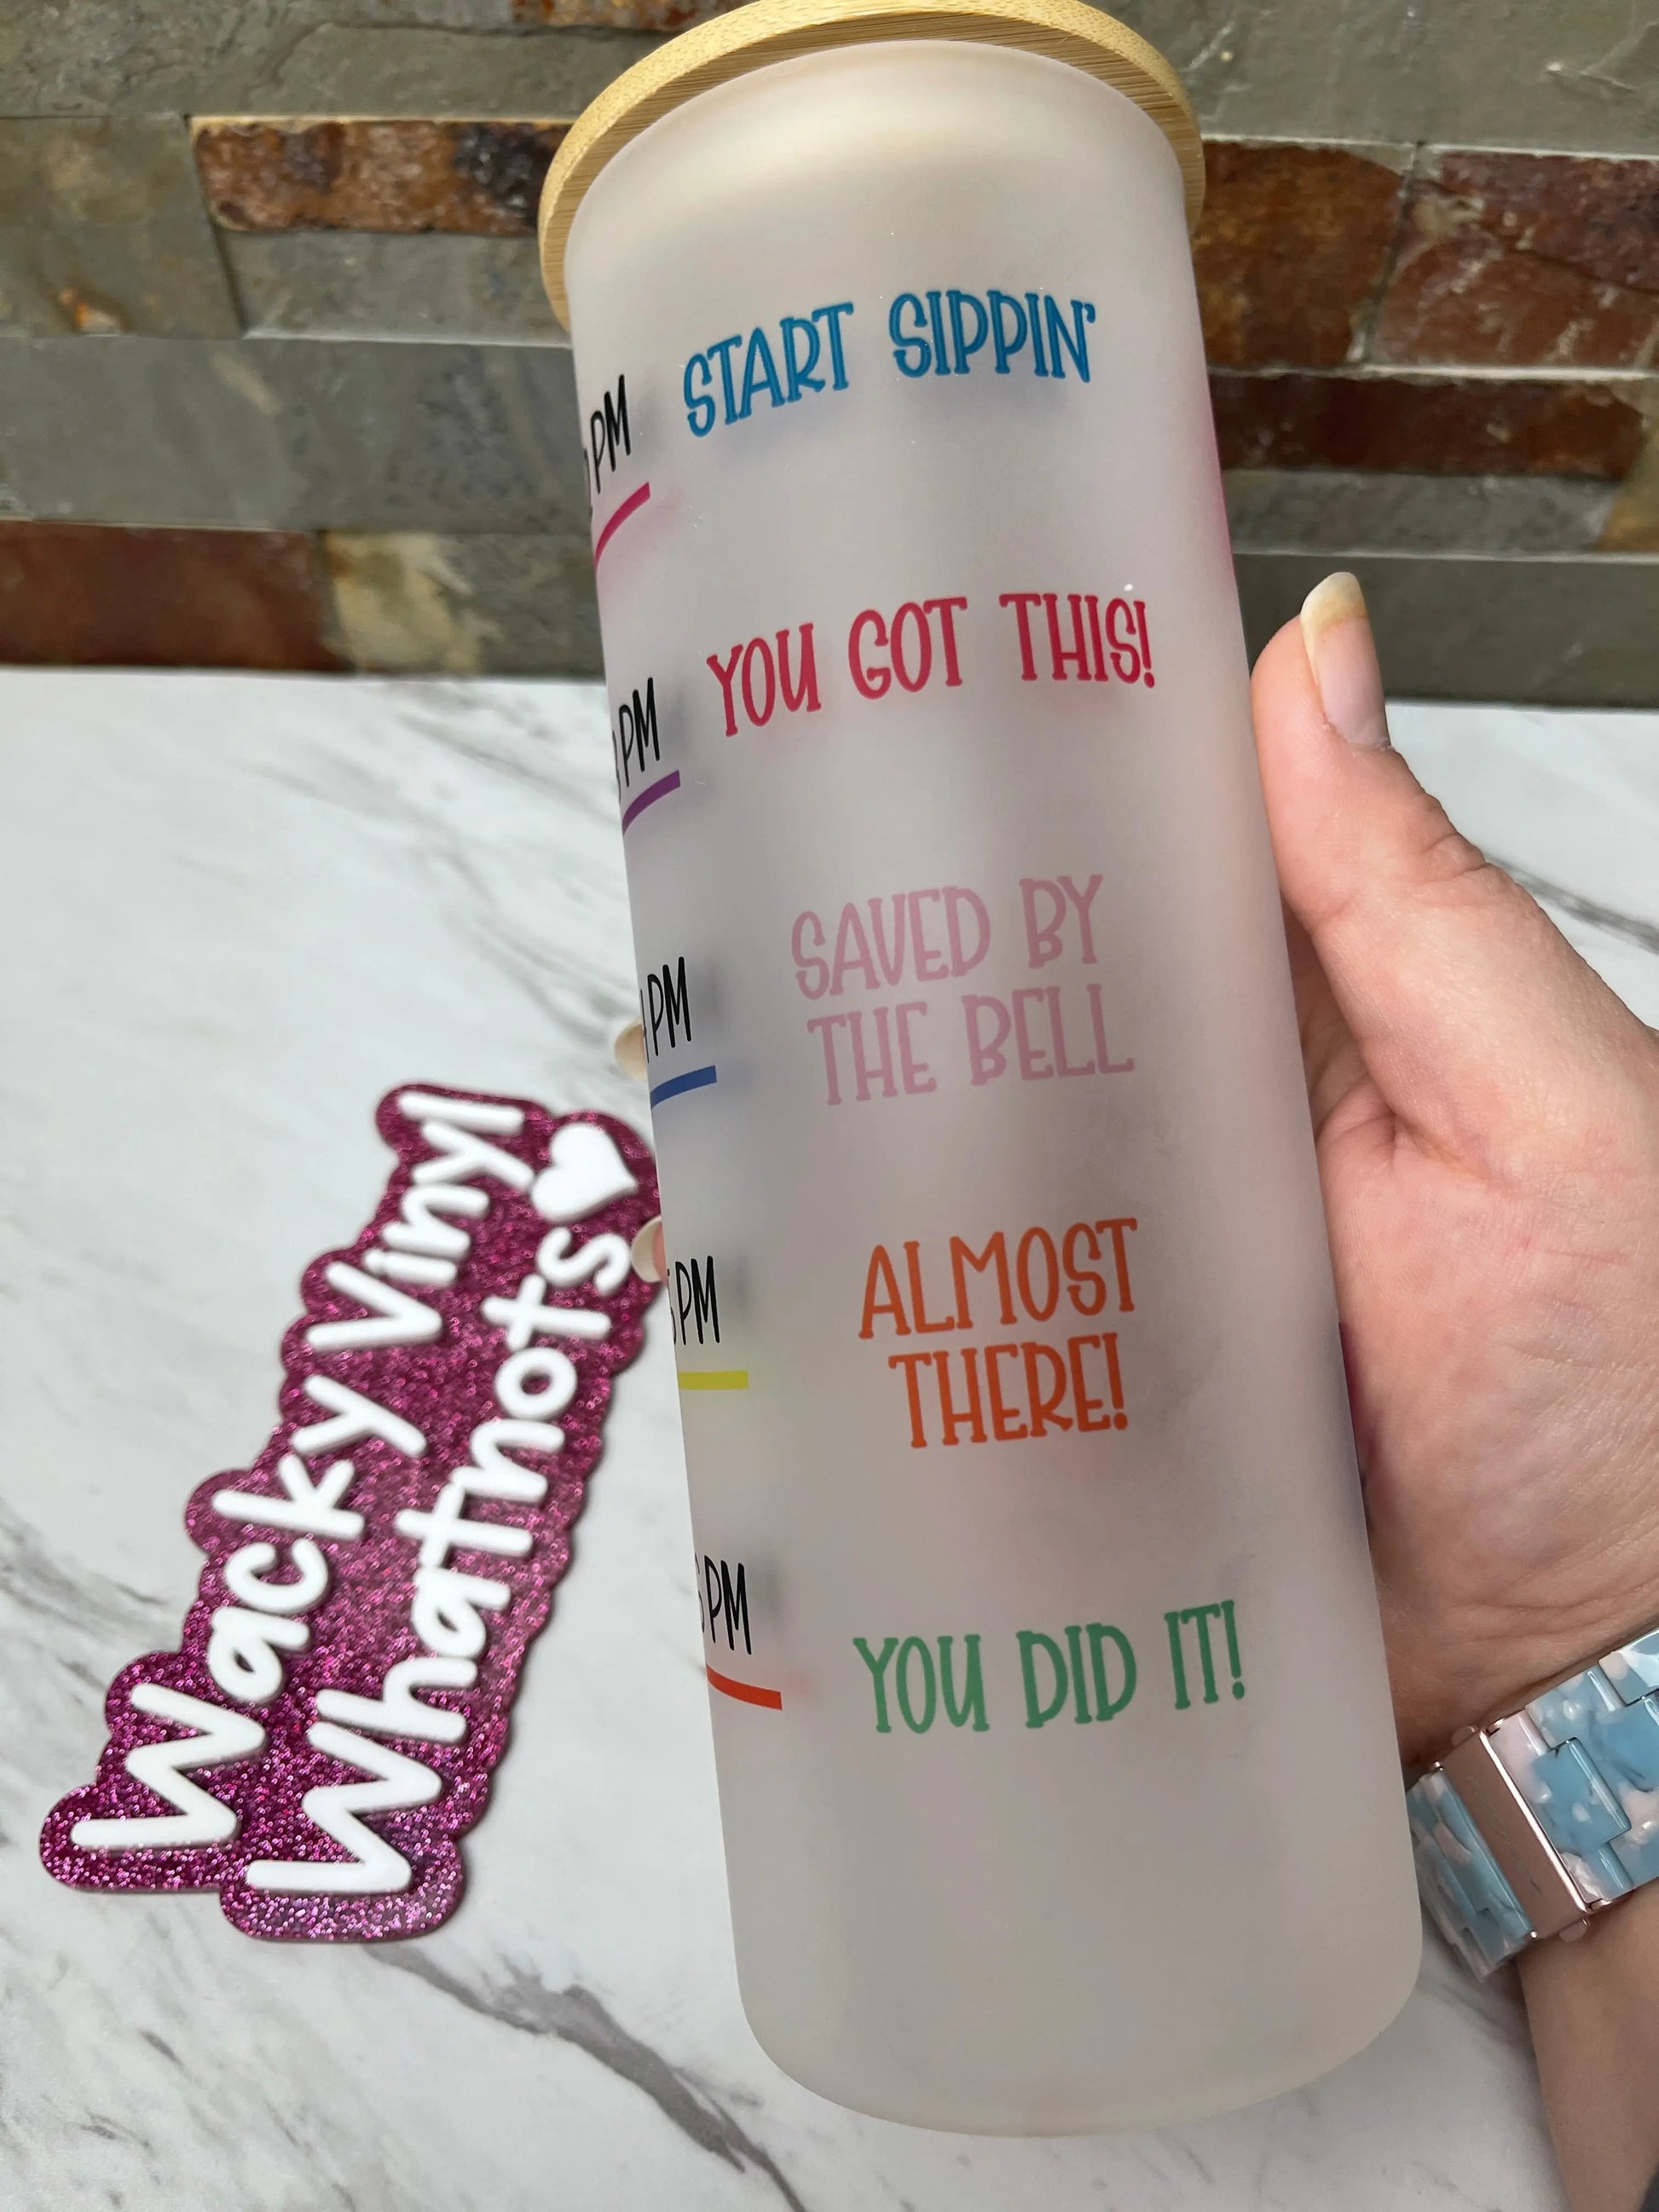 PM
START SIPPIN'
PM
YOU GOT THIS!
PM
SAVED BY
THE BELL
PM
ALMOST
THERE!
PM
YOU DID IT!
Wacky Vinyl
Whatnots